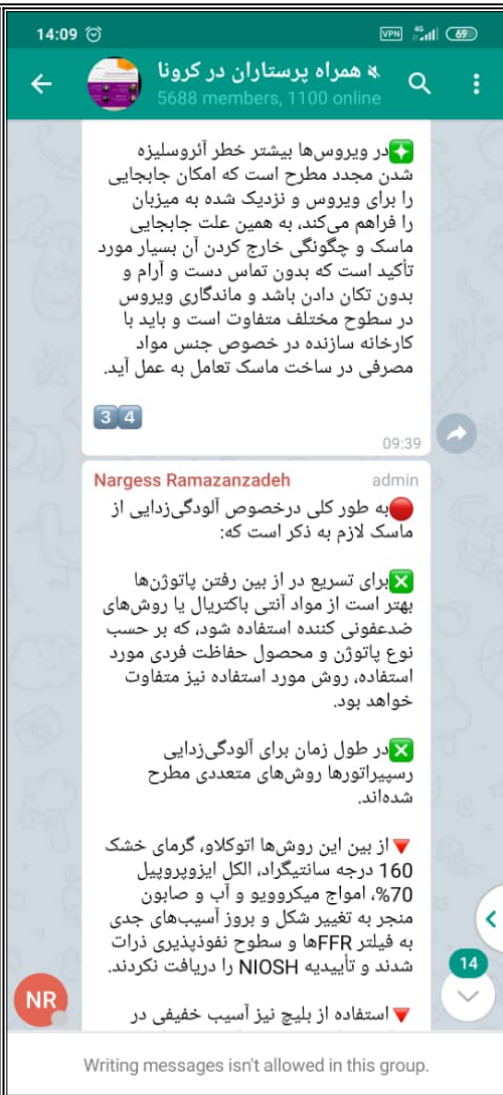 14:09
VPN 4G 69
همراه پرستاران در کرونا
5688 members, 1100 online
در ویروس‌ها بیشتر خطر آئروسلیزه
شدن مجدد مطرح است که امکان جابجایی
را برای ویروس و نزدیک شده به میزبان
را فراهم می‌کند، به همین علت جابجایی
ماسک و چگونگی خارج کردن آن بسیار مورد
تأکید است که بدون تماس دست و آرام و
بدون تکان دادن باشد و ماندگاری ویروس
در سطوح مختلف متفاوت است و باید با
کارخانه سازنده در خصوص جنس مواد
مصرفی در ساخت ماسک تعامل به عمل آید.
3 4
09:39
Nargess Ramazanzadeh admin
به طور کلی درخصوص آلودگی‌زدایی از
ماسک لازم به ذکر است که:
برای تسریع در از بین رفتن پاتوژن‌ها
بهتر است از مواد آنتی باکتریال یا روش‌های
ضدعفونی کننده استفاده شود، که بر حسب
نوع پاتوژن و محصول حفاظت فردی مورد
استفاده، روش مورد استفاده نیز متفاوت
خواهد بود.
در طول زمان برای آلودگی‌زدایی
رسپیراتورها روش‌های متعددی مطرح
شده‌اند.
از بین این روش‌ها اتوکلاو، گرمای خشک
160 درجه سانتیگراد، الکل ایزوپروپیل
70%، امواج میکروویو و آب و صابون
منجر به تغییر شکل و بروز آسیب‌های جدی
به فیلتر FFRها و سطوح نفوذپذیری ذرات
شدند و تأییدیه NIOSH را دریافت نکردند.
14
NR
استفاده از بلیچ نیز آسیب خفیفی در
Writing messages isn't allowed in this group.